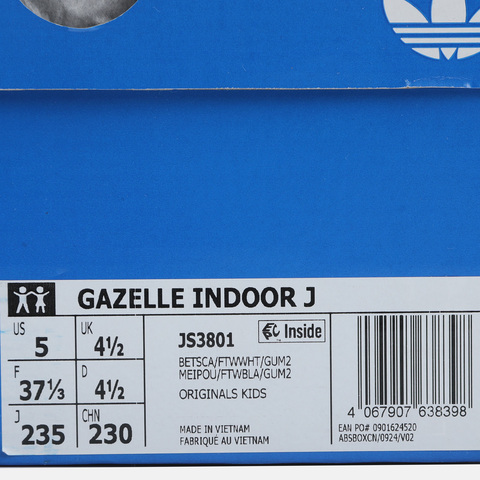 GAZELLE INDOOR J
US 5
UK 4½
F 37⅓
D 4½
J 235
CHN 230
JS3801
Inside
BETSCA/FTWWHT/GUM2
MEIPOU/FTWBLA/GUM2
ORIGINALS KIDS
MADE IN VIETNAM
FABRIQUÉ AU VIETNAM
4 067907 638398
EAN PO# 0901624520
ABSBOXCN/0924/V02